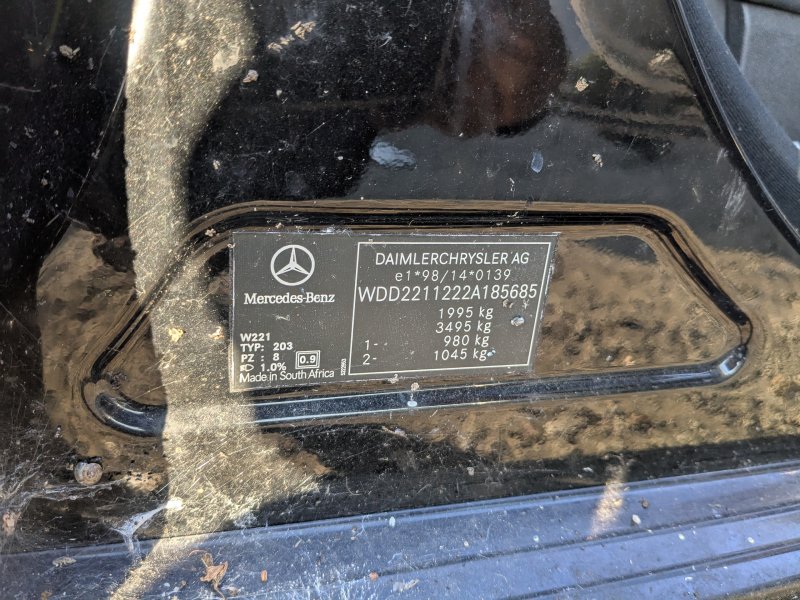 Mercedes-Benz
W221
TYP: 203
PZ : 8
1.0%
0.9
Made in South Africa
DAIMLERCHRYSLER AG
e1*98/14*0139
WDD2211222A185685
1995 kg
3495 kg
1- 980 kg
2- 1045 kg